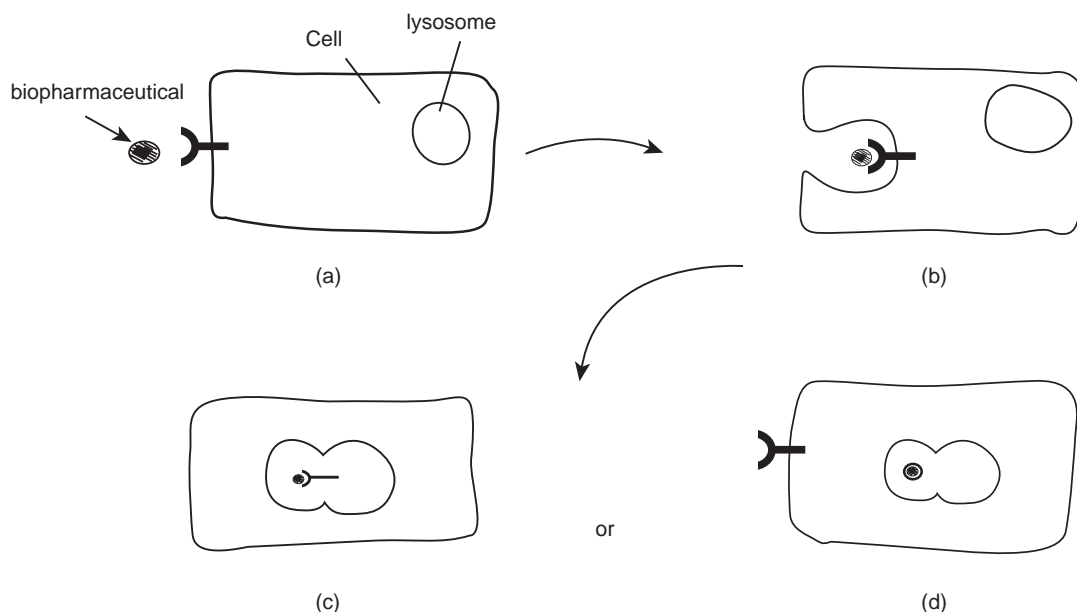 lysosome
Cell
biopharmaceutical
(a)
(b)
or
(c)
(d)